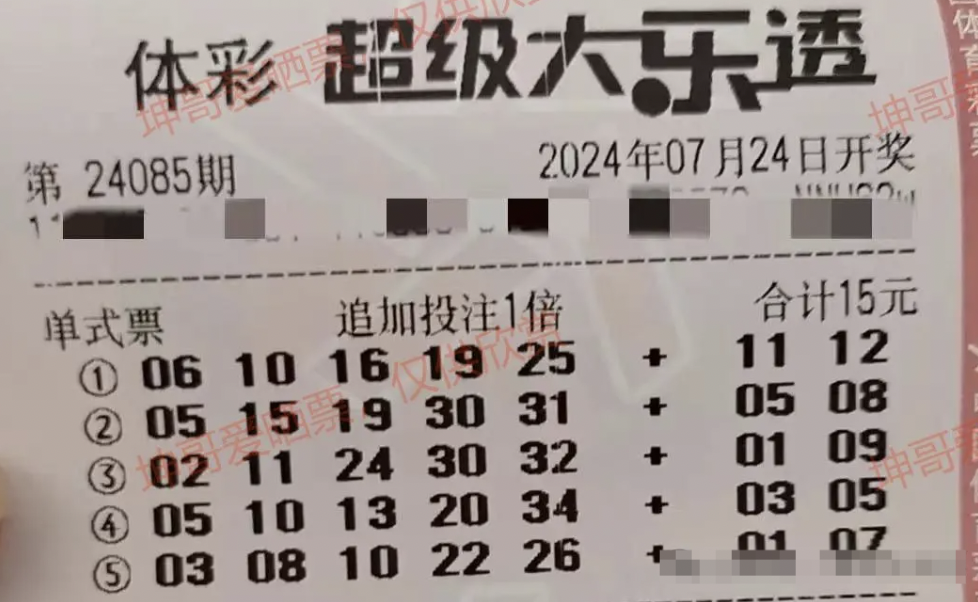 体彩 超级大乐透
第 24085期 2024年07月24日开奖
单式票 追加投注1倍 合计15元
① 06 10 16 19 25 + 11 12
② 05 15 19 30 31 + 05 08
③ 02 11 24 30 32 + 01 09
④ 05 10 13 20 34 + 03 05
⑤ 03 08 10 22 26 + 01 07
坤哥爱晒票 仅供欣赏
坤哥爱晒票 仅供欣赏
坤哥
坤哥
体育彩